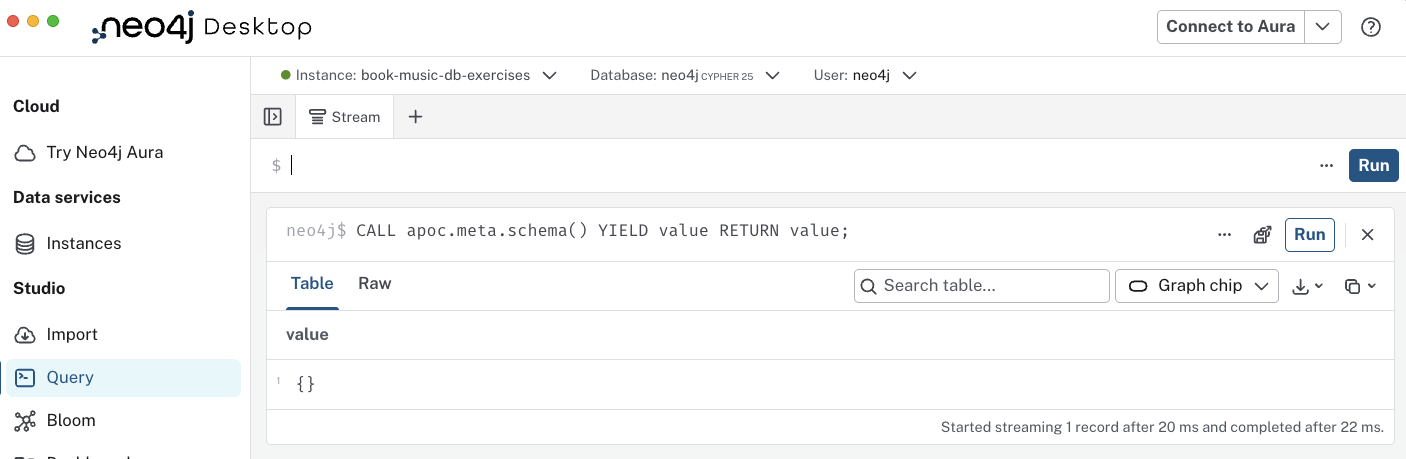 neo4j Desktop
Connect to Aura
Instance: book-music-db-exercises
Database: neo4j CYPHER 25
User: neo4j
Cloud
Try Neo4j Aura
Data services
Instances
Studio
Import
Query
Bloom
Stream
$
Run
neo4j$ CALL apoc.meta.schema() YIELD value RETURN value;
Run
Table Raw
Search table...
Graph chip
value
1 {}
Started streaming 1 record after 20 ms and completed after 22 ms.